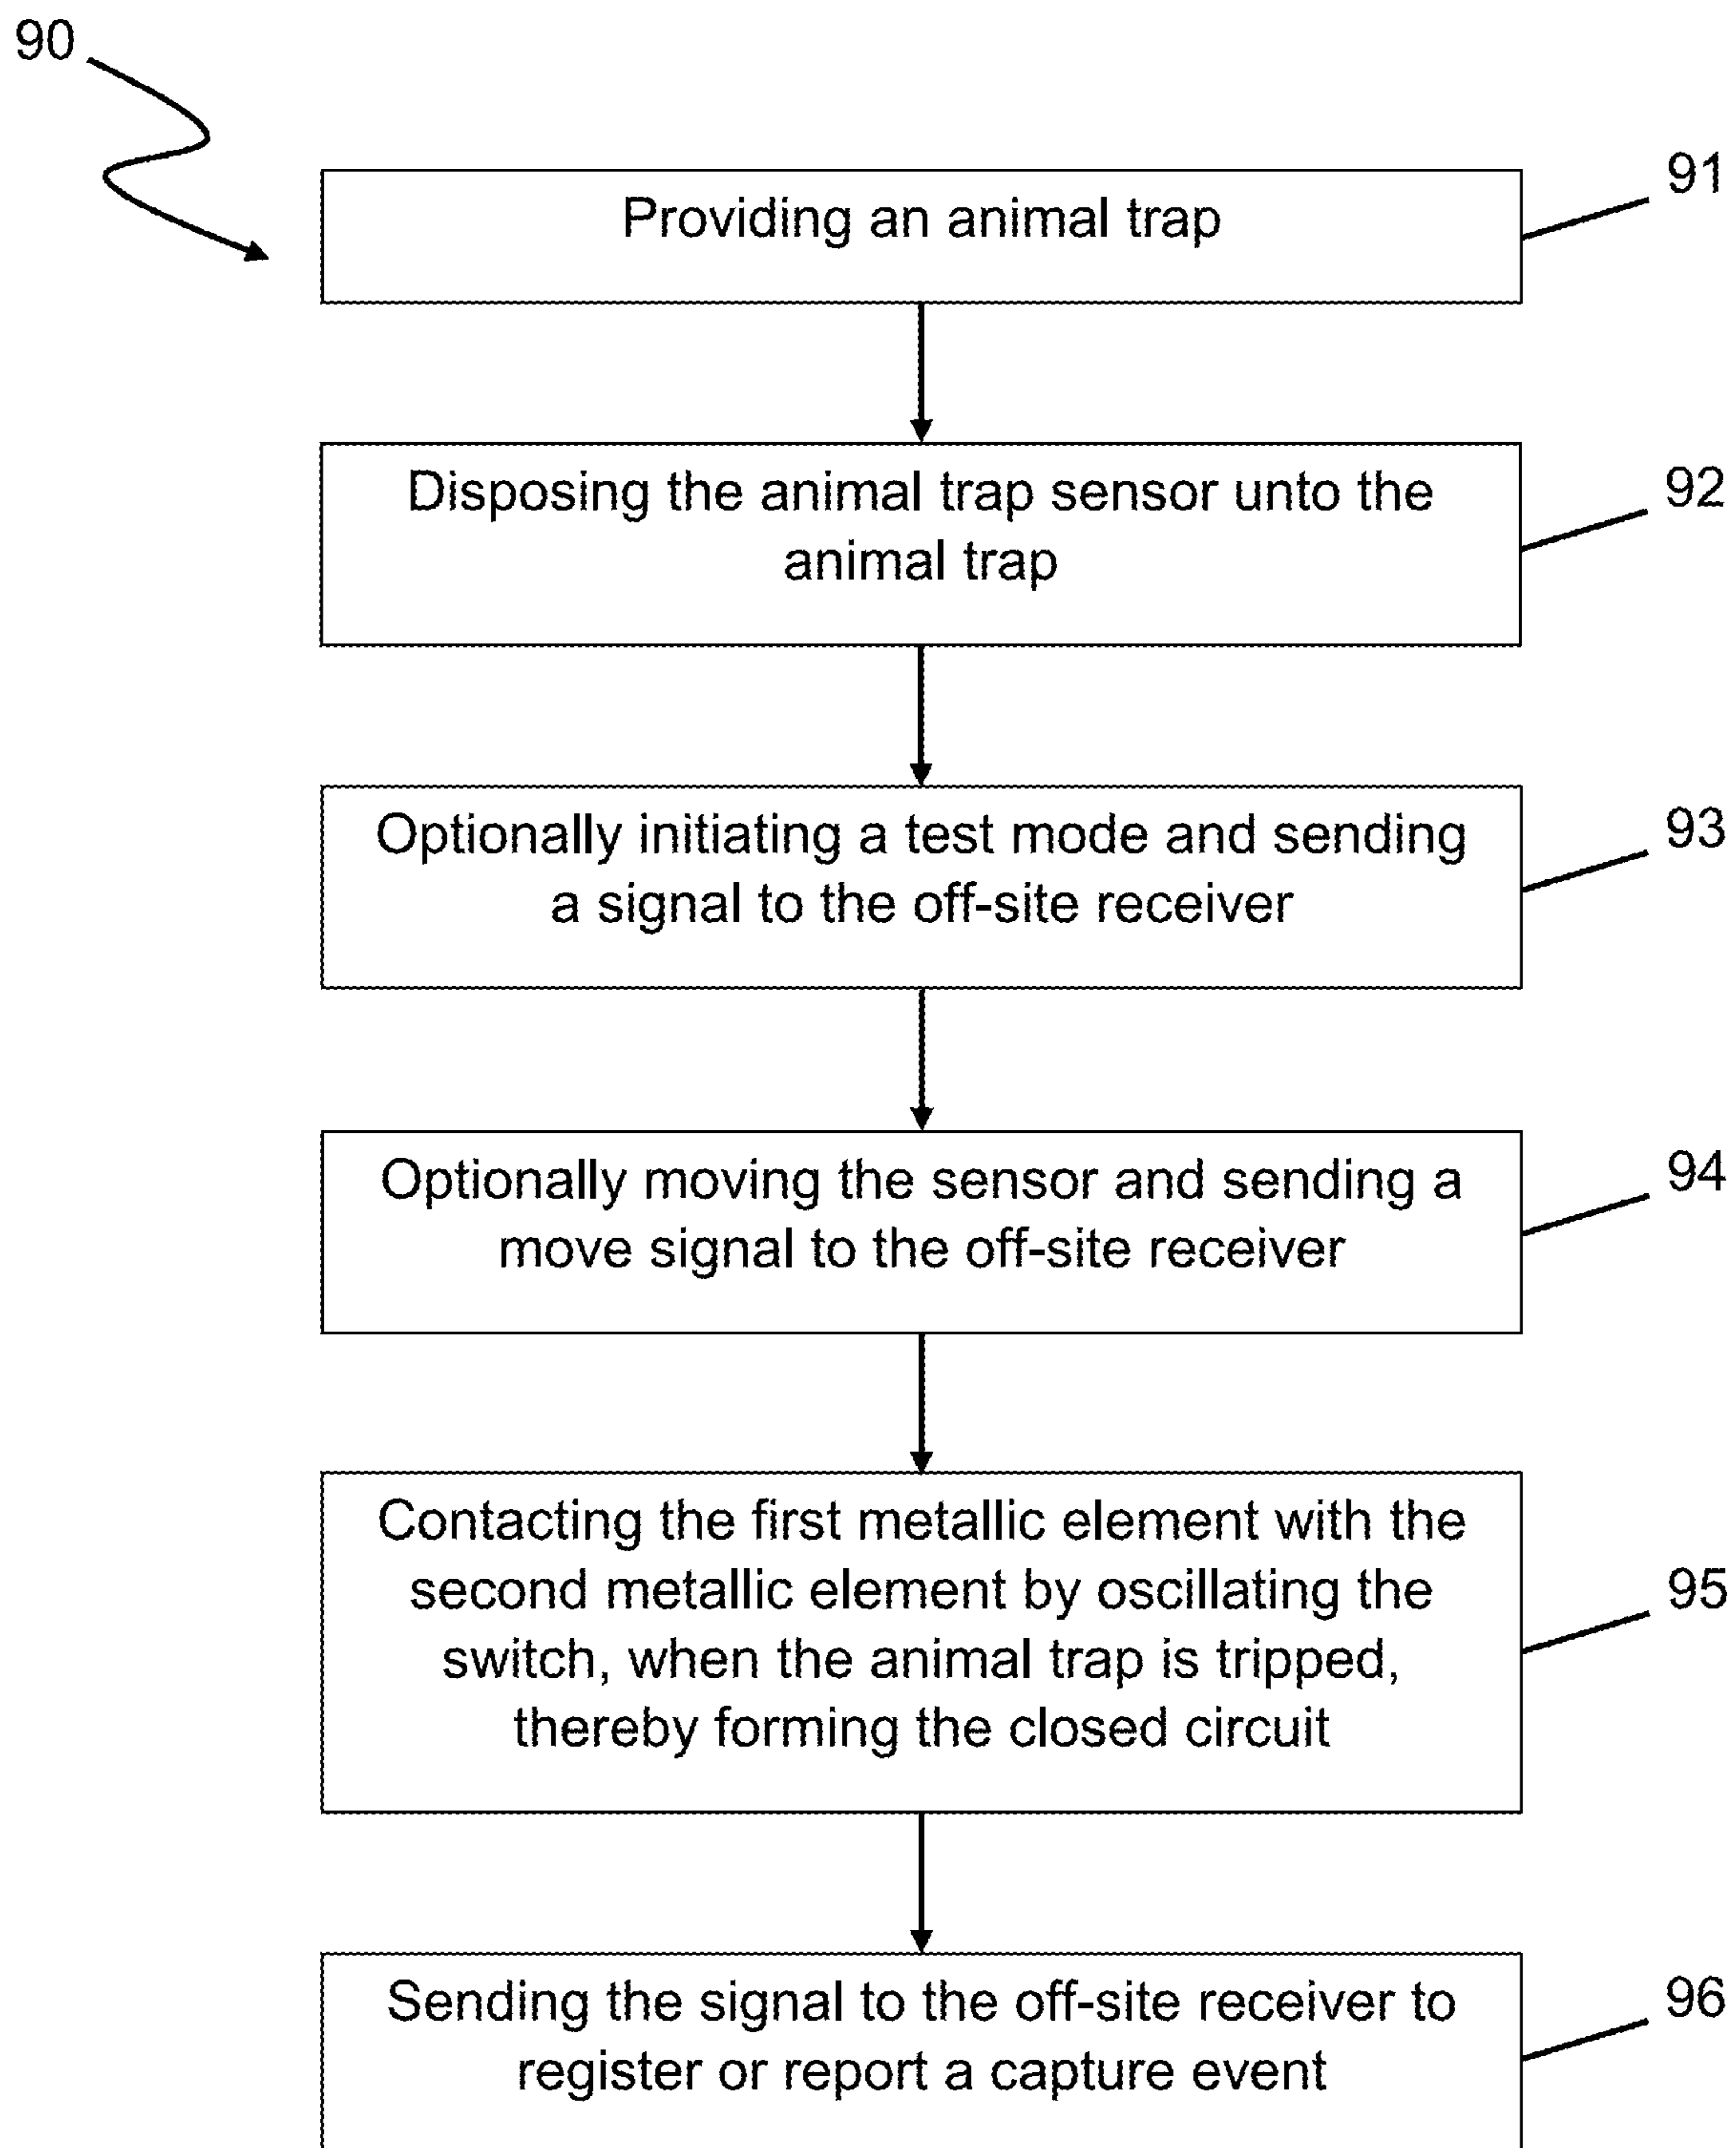 90
Providing an animal trap
91
Disposing the animal trap sensor unto the
animal trap
92
Optionally initiating a test mode and sending
a signal to the off-site receiver
93
Optionally moving the sensor and sending a
move signal to the off-site receiver
94
Contacting the first metallic element with the
second metallic element by oscillating the
switch, when the animal trap is tripped,
thereby forming the closed circuit
95
Sending the signal to the off-site receiver to
register or report a capture event
96